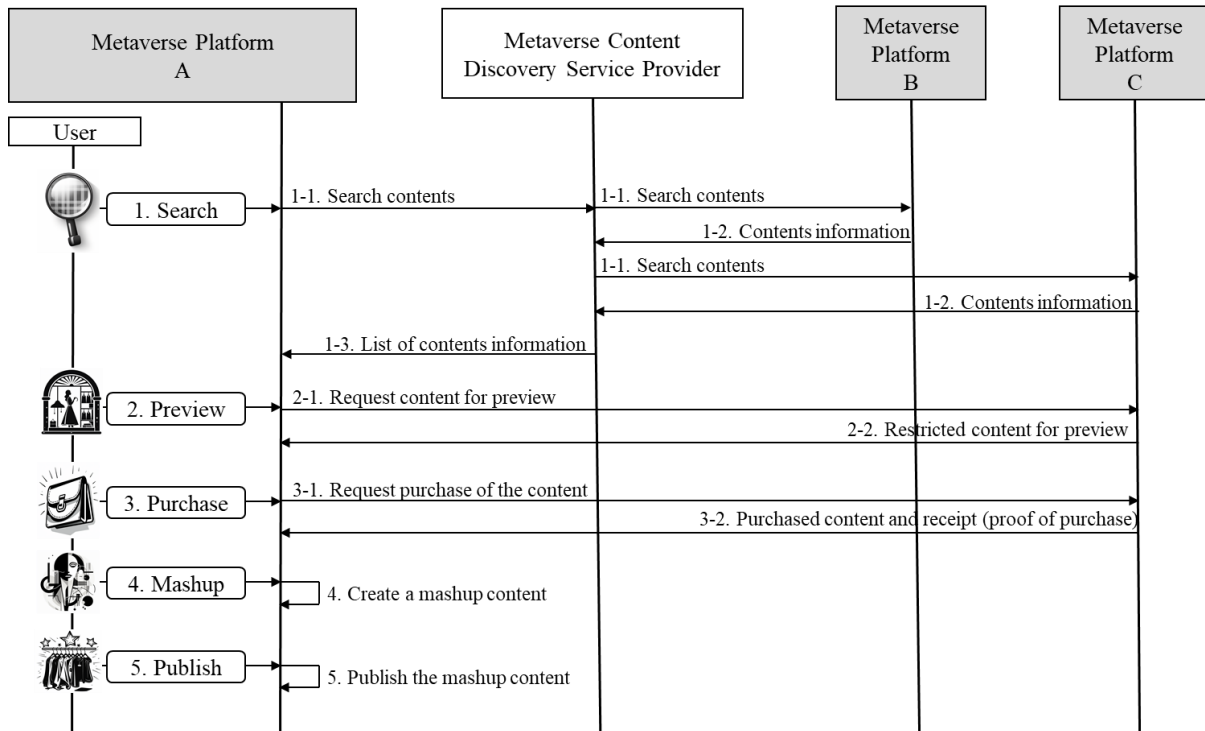 Metaverse Platform
A
Metaverse Content
Discovery Service Provider
Metaverse
Platform
B
Metaverse
Platform
C
User
1. Search
1-1. Search contents
1-1. Search contents
1-2. Contents information
1-1. Search contents
1-2. Contents information
1-3. List of contents information
2. Preview
2-1. Request content for preview
2-2. Restricted content for preview
3. Purchase
3-1. Request purchase of the content
3-2. Purchased content and receipt (proof of purchase)
4. Mashup
4. Create a mashup content
5. Publish
5. Publish the mashup content